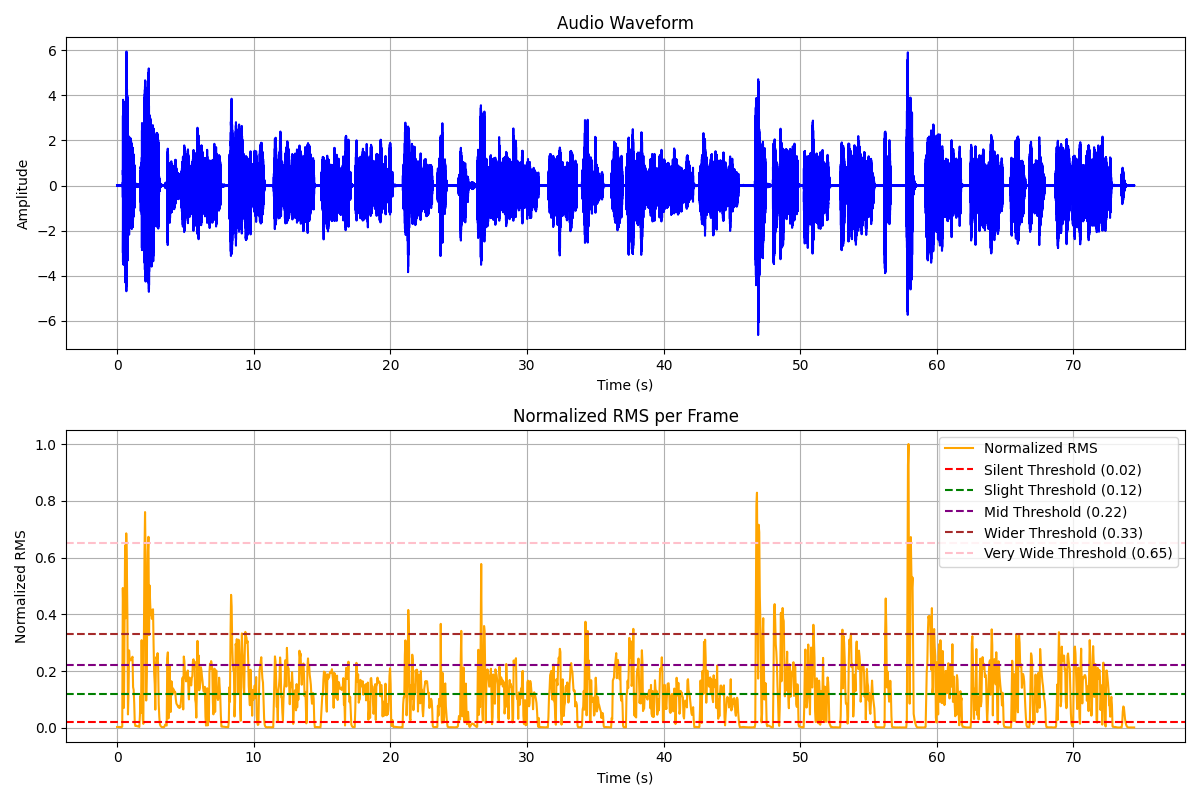 Audio Waveform
6
4
2
0
−2
−4
−6
Amplitude
0 10 20 30 40 50 60 70
Time (s)
Normalized RMS per Frame
1.0
0.8
0.6
0.4
0.2
0.0
Normalized RMS
Normalized RMS
Silent Threshold (0.02)
Slight Threshold (0.12)
Mid Threshold (0.22)
Wider Threshold (0.33)
Very Wide Threshold (0.65)
0 10 20 30 40 50 60 70
Time (s)